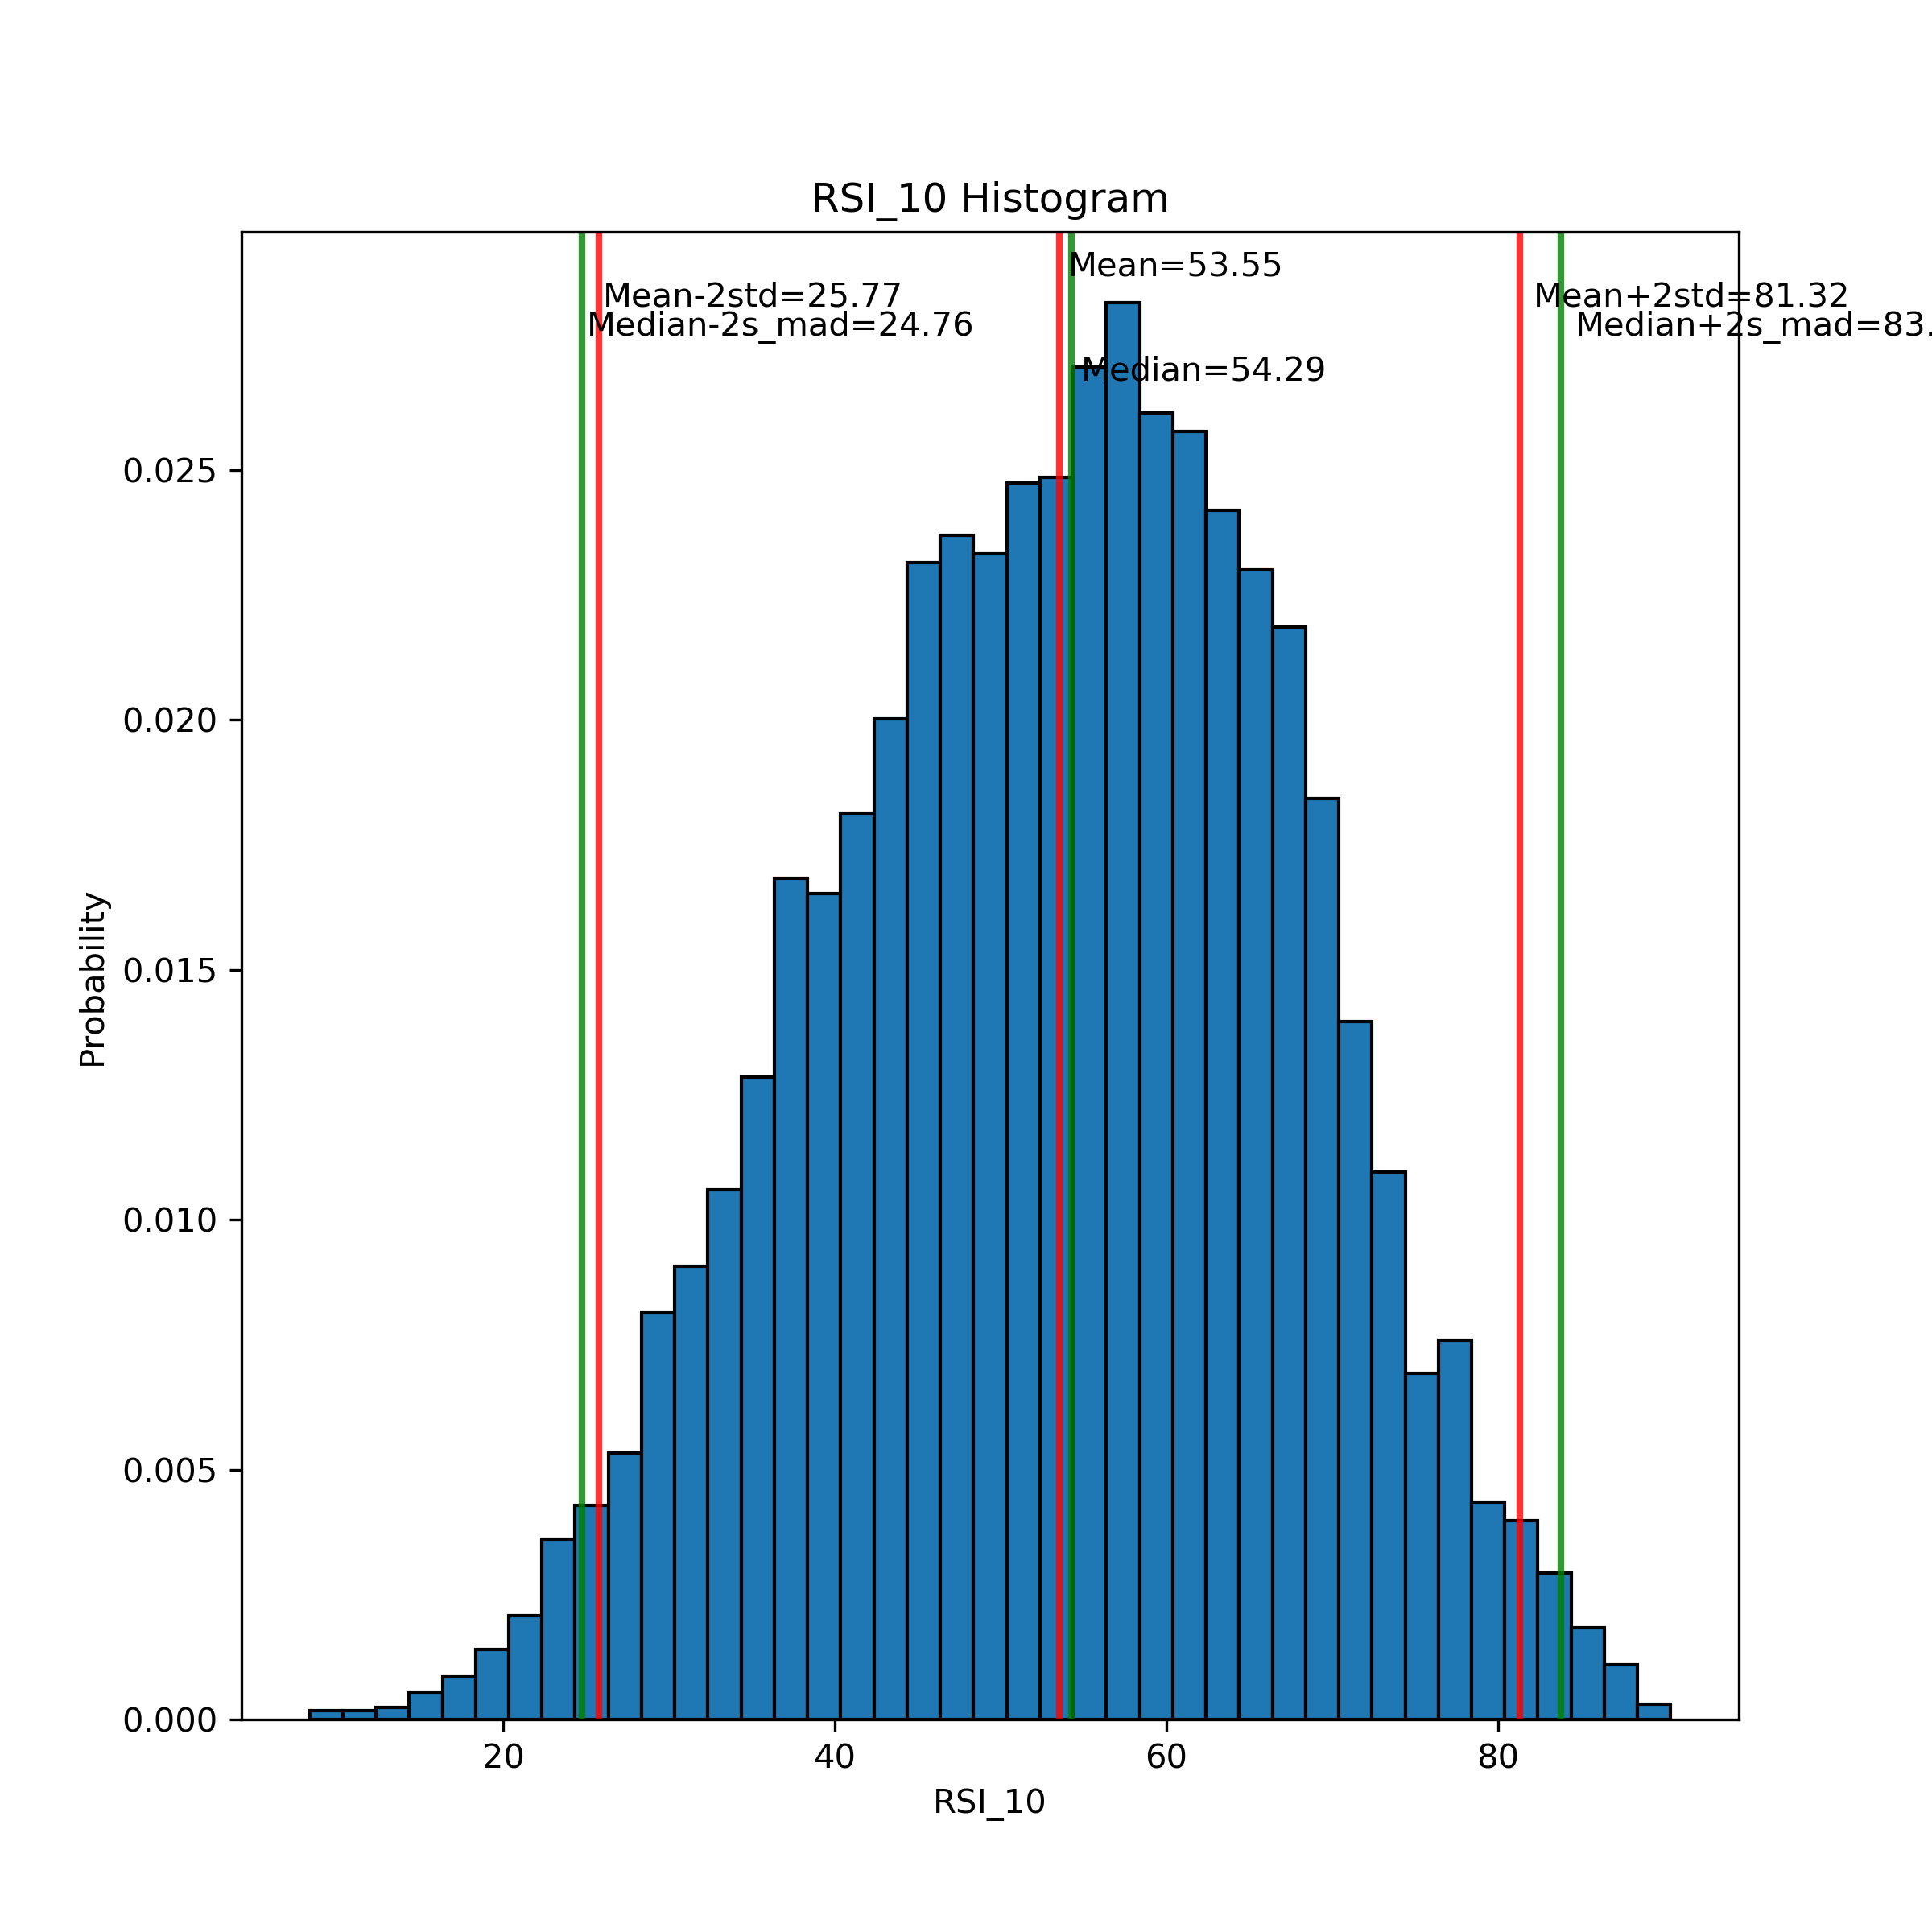 RSI_10 Histogram
Mean=53.55
Mean-2std=25.77
Mean+2std=81.32
Median-2s_mad=24.76
Median+2s_mad=83.
Median=54.29
0.025
0.020
0.015
0.010
0.005
0.000
Probability
20 40 60 80
RSI_10